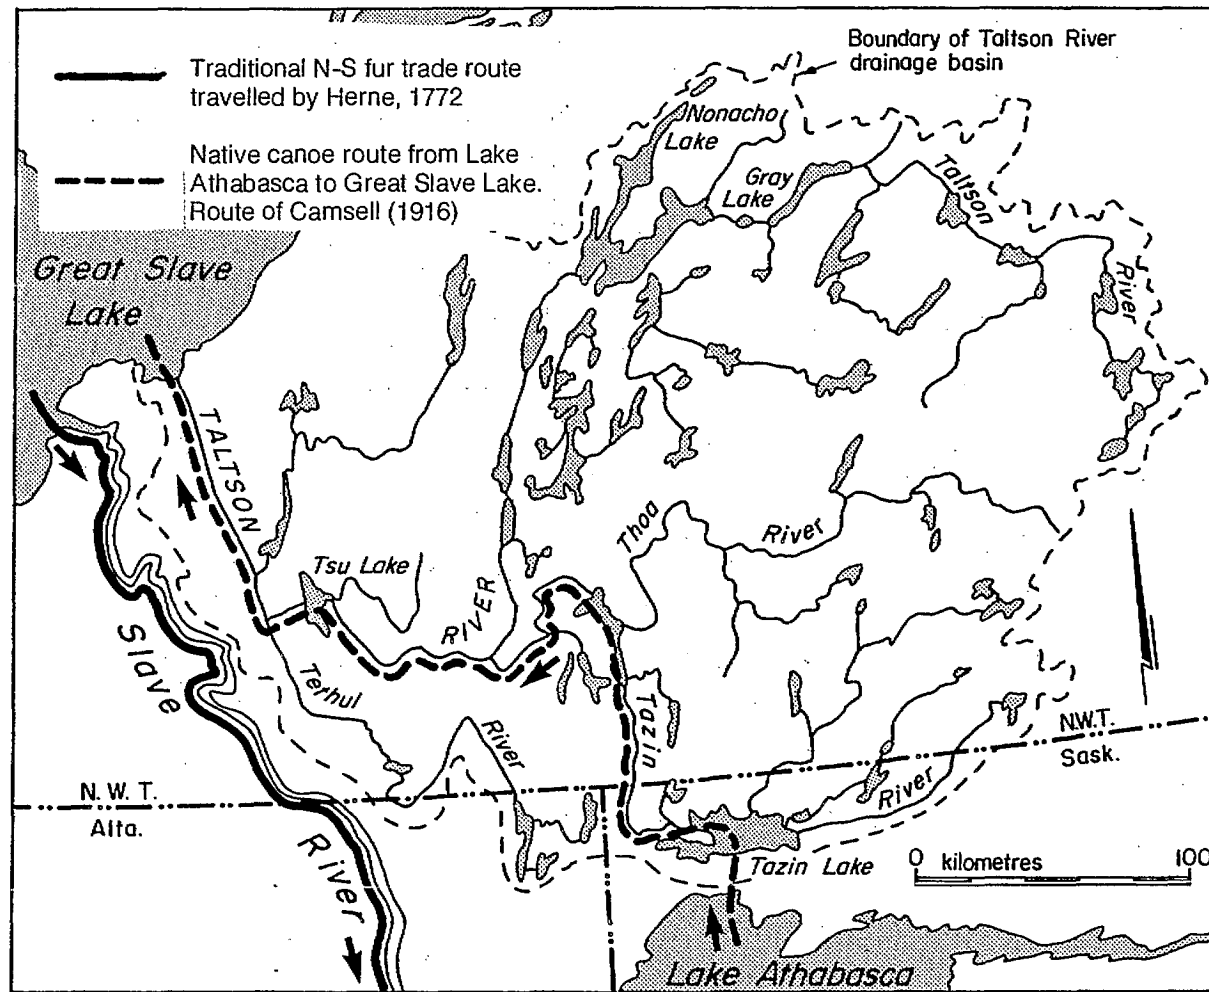 Traditional N-S fur trade route
travelled by Herne, 1772
Native canoe route from Lake
Athabasca to Great Slave Lake.
Route of Camsell (1916)
Boundary of Taltson River
drainage basin
Nonacho
Lake
Gray
Lake
Taltson
River
Great Slave
Lake
TALTSON
RIVER
Tsu Lake
Thoa
River
Slave
River
Terhul
River
Tazin
River
N.W.T.
Sask.
N. W. T.
Alta.
Tazin Lake
0 kilometres 100
Lake Athabasca